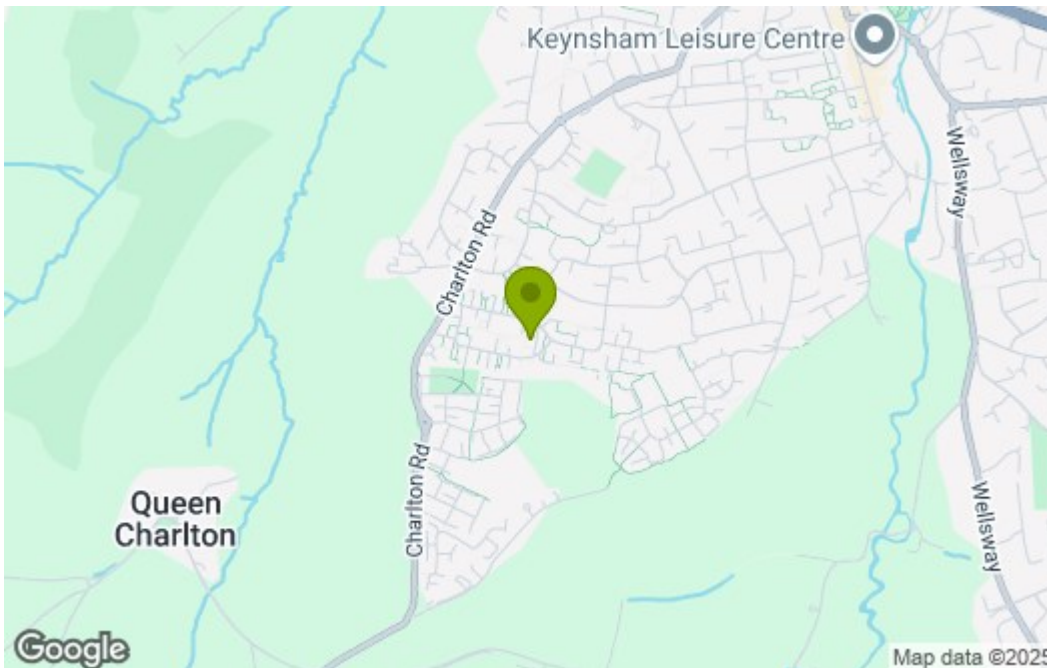 Keynsham Leisure Centre
Wellsway
Charlton Rd
Queen
Charlton
Charlton Rd
Wellsway
Google
Map data ©2025